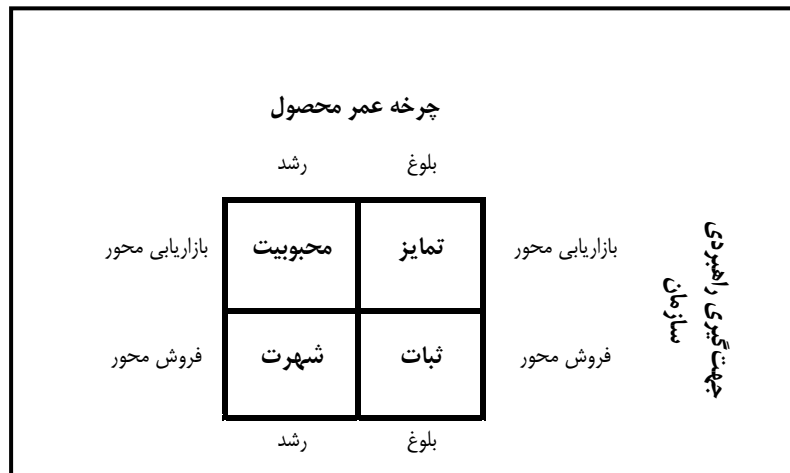 چرخه عمر محصول
بلوغ رشد
بازاریابی محور تمایز محبوبیت بازاریابی محور
فروش محور ثبات شهرت فروش محور
بلوغ رشد
جهت‌گیری راهبردی
سازمان